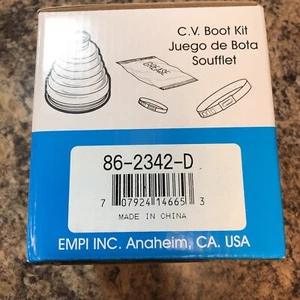 C.V. Boot Kit
Juego de Bota
Soufflet
GREASE
86-2342-D
7 07924 14665 3
MADE IN CHINA
EMPI INC. Anaheim, CA. USA